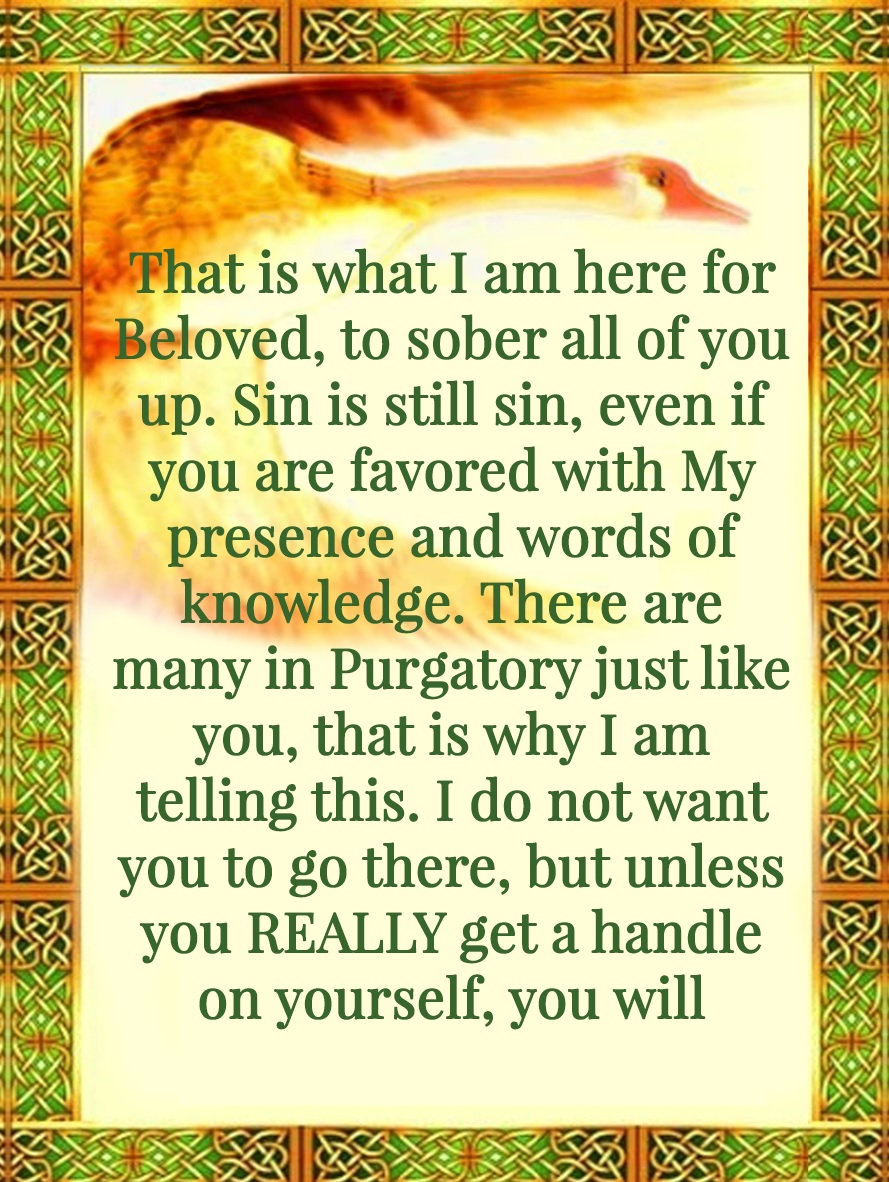 That is what I am here for
Beloved, to sober all of you
up. Sin is still sin, even if
you are favored with My
presence and words of
knowledge. There are
many in Purgatory just like
you, that is why I am
telling this. I do not want
you to go there, but unless
you REALLY get a handle
on yourself, you will